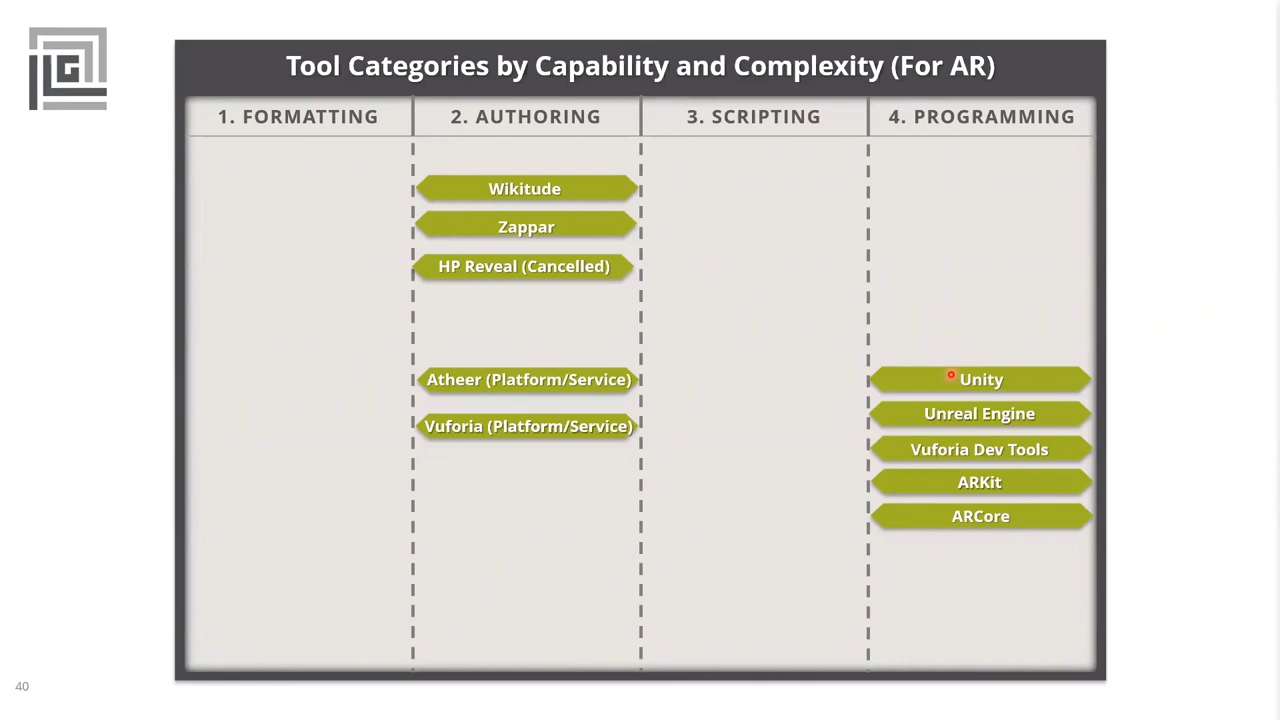 Tool Categories by Capability and Complexity (For AR)
1. FORMATTING
2. AUTHORING
3. SCRIPTING
4. PROGRAMMING
Wikitude
Zappar
HP Reveal (Cancelled)
Atheer (Platform/Service)
Vuforia (Platform/Service)
Unity
Unreal Engine
Vuforia Dev Tools
ARKit
ARCore
40